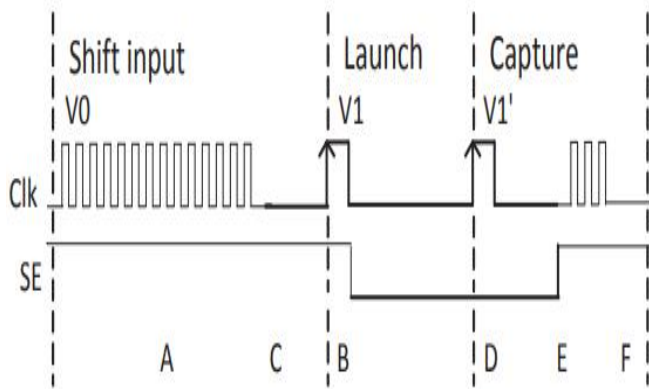 Shift input Launch Capture
V0 V1 V1'
Clk
SE
A C B D E F